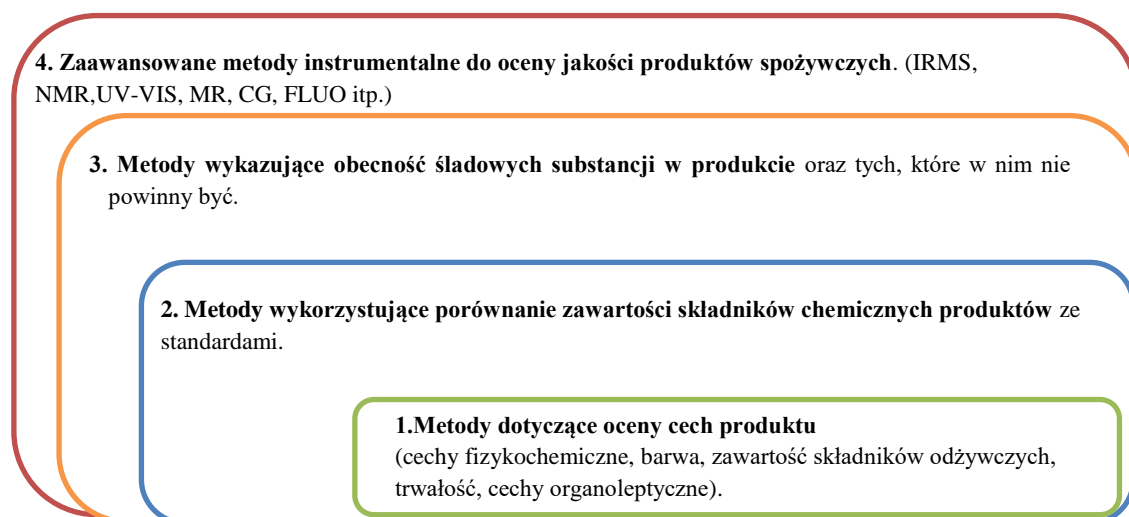 4. Zaawansowane metody instrumentalne do oceny jakości produktów spożywczych. (IRMS,
NMR,UV-VIS, MR, CG, FLUO itp.)
3. Metody wykazujące obecność śladowych substancji w produkcie oraz tych, które w nim nie
powinny być.
2. Metody wykorzystujące porównanie zawartości składników chemicznych produktów ze
standardami.
1.Metody dotyczące oceny cech produktu
(cechy fizykochemiczne, barwa, zawartość składników odżywczych,
trwałość, cechy organoleptyczne).